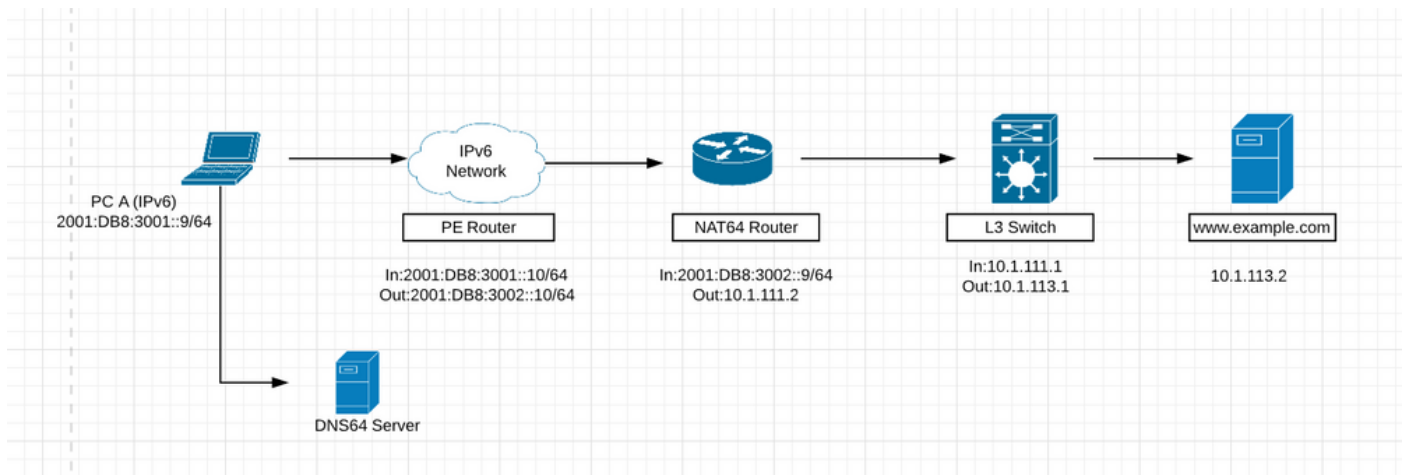 IPv6
Network
PC A (IPv6)
2001:DB8:3001::9/64
PE Router
NAT64 Router
L3 Switch
www.example.com
In:2001:DB8:3001::10/64
Out:2001:DB8:3002::10/64
In:2001:DB8:3002::9/64
Out:10.1.111.2
In:10.1.111.1
Out:10.1.113.1
10.1.113.2
DNS64 Server